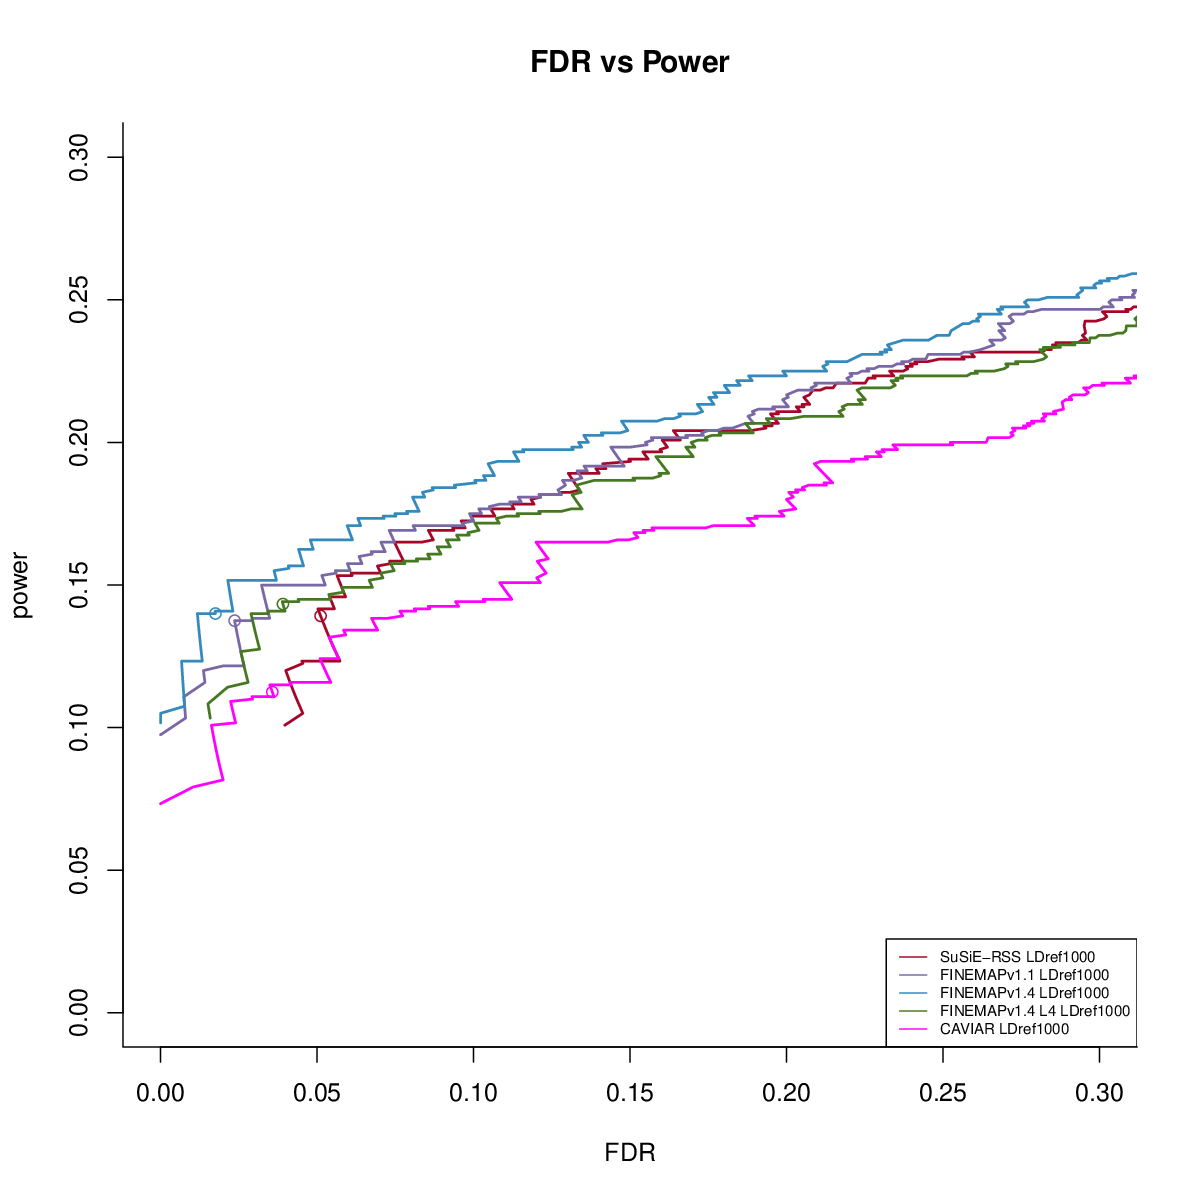 FDR vs Power
0.30
0.25
0.20
0.15
0.10
0.05
0.00
power
SuSiE−RSS LDref1000
FINEMAPv1.1 LDref1000
FINEMAPv1.4 LDref1000
FINEMAPv1.4 L4 LDref1000
CAVIAR LDref1000
0.00 0.05 0.10 0.15 0.20 0.25 0.30
FDR